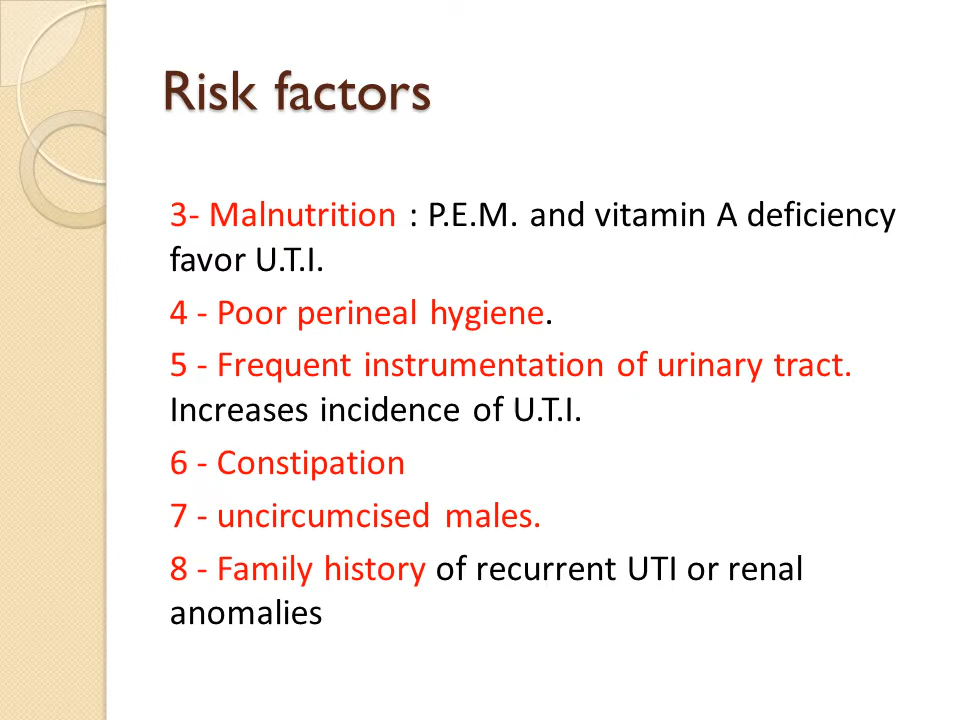 Risk factors
3- Malnutrition : P.E.M. and vitamin A deficiency
favor U.T.I.
4 - Poor perineal hygiene.
5 - Frequent instrumentation of urinary tract.
Increases incidence of U.T.I.
6 - Constipation
7 - uncircumcised males.
8 - Family history of recurrent UTI or renal
anomalies